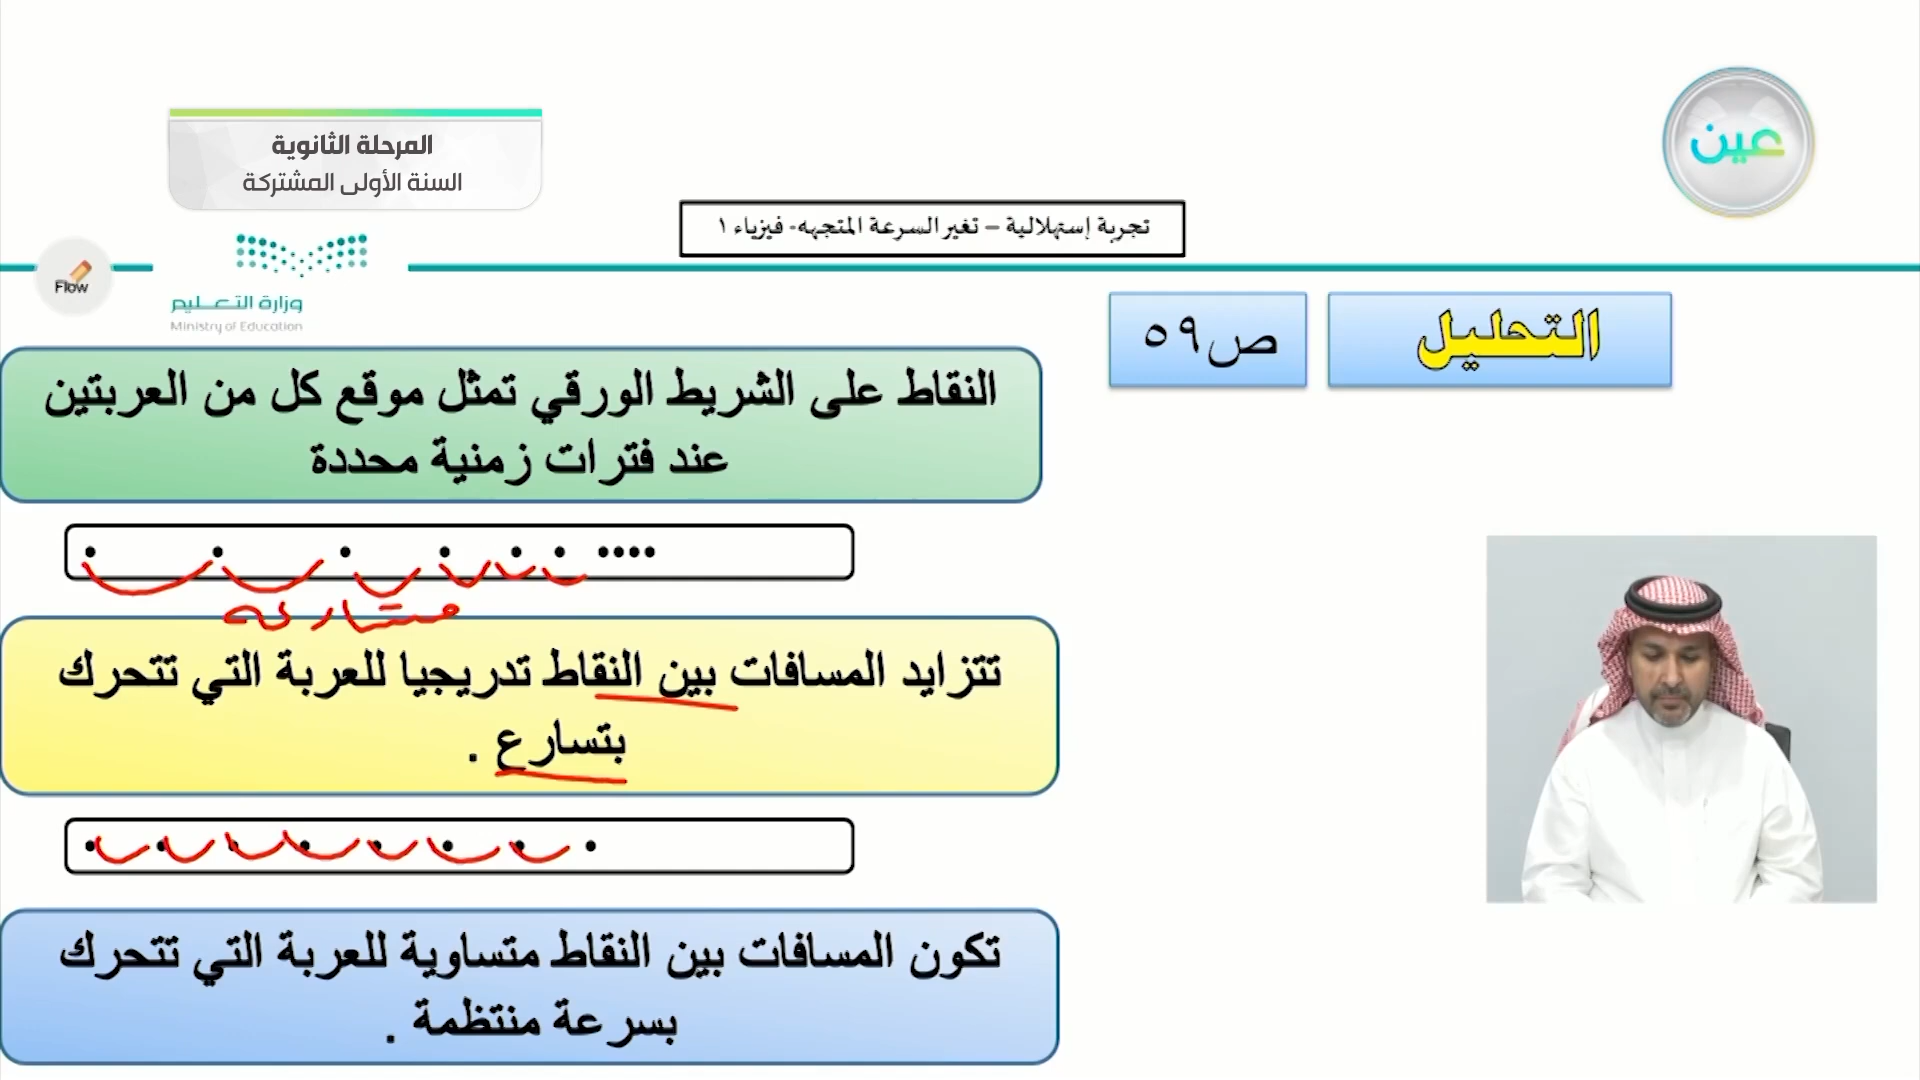 المرحلة الثانوية
السنة الأولى المشتركة
عين
تجربة إستهلالية – تغير السرعة المتجهه- فيزياء ١
Flow
وزارة التعليم
Ministry of Education
التحليل
ص٥٩
النقاط على الشريط الورقي تمثل موقع كل من العربتين
عند فترات زمنية محددة
تتزايد المسافات بين النقاط تدريجيا للعربة التي تتحرك
بتسارع .
تكون المسافات بين النقاط متساوية للعربة التي تتحرك
بسرعة منتظمة .